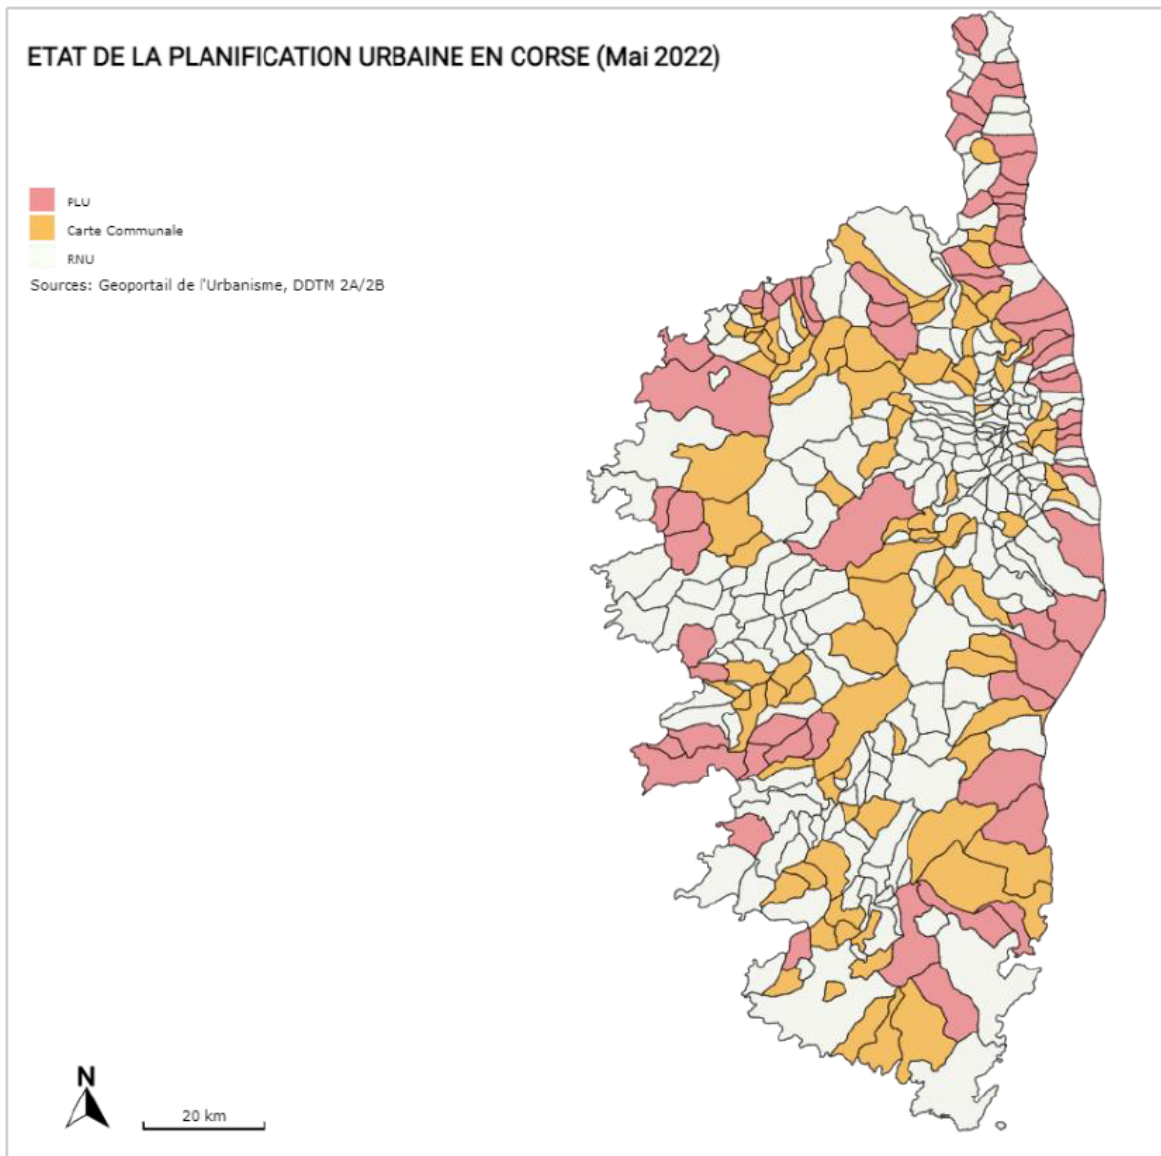 ETAT DE LA PLANIFICATION URBAINE EN CORSE (Mai 2022)
PLU
Carte Communale
RNU
Sources: Geoportail de l'Urbanisme, DDTM 2A/2B
N
20 km